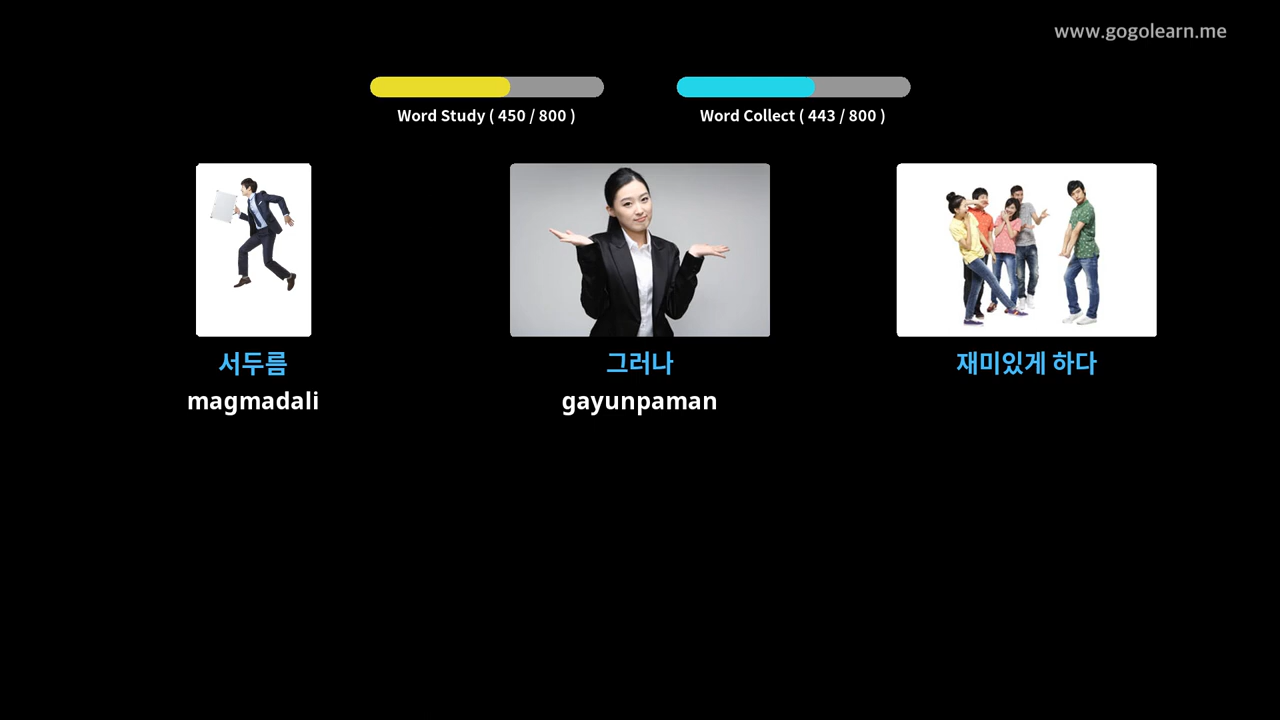 www.gogolearn.me
Word Study ( 450 / 800 )
Word Collect ( 443 / 800 )
서두름
magmadali
그러나
gayunpaman
재미있게 하다